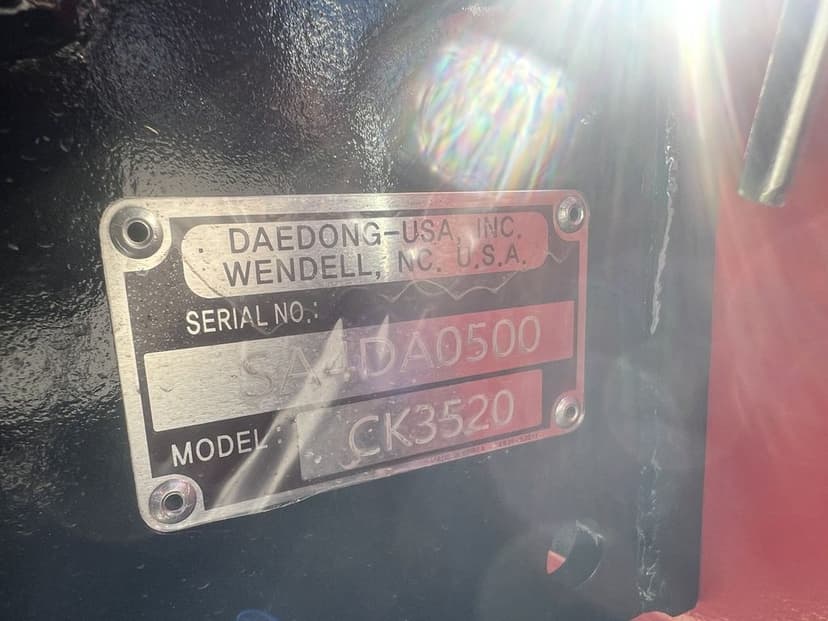 DAEDONG-USA, INC.
WENDELL, NC. U.S.A.
SERIAL NO.:
SA4DA0500
MODEL :
CK3520